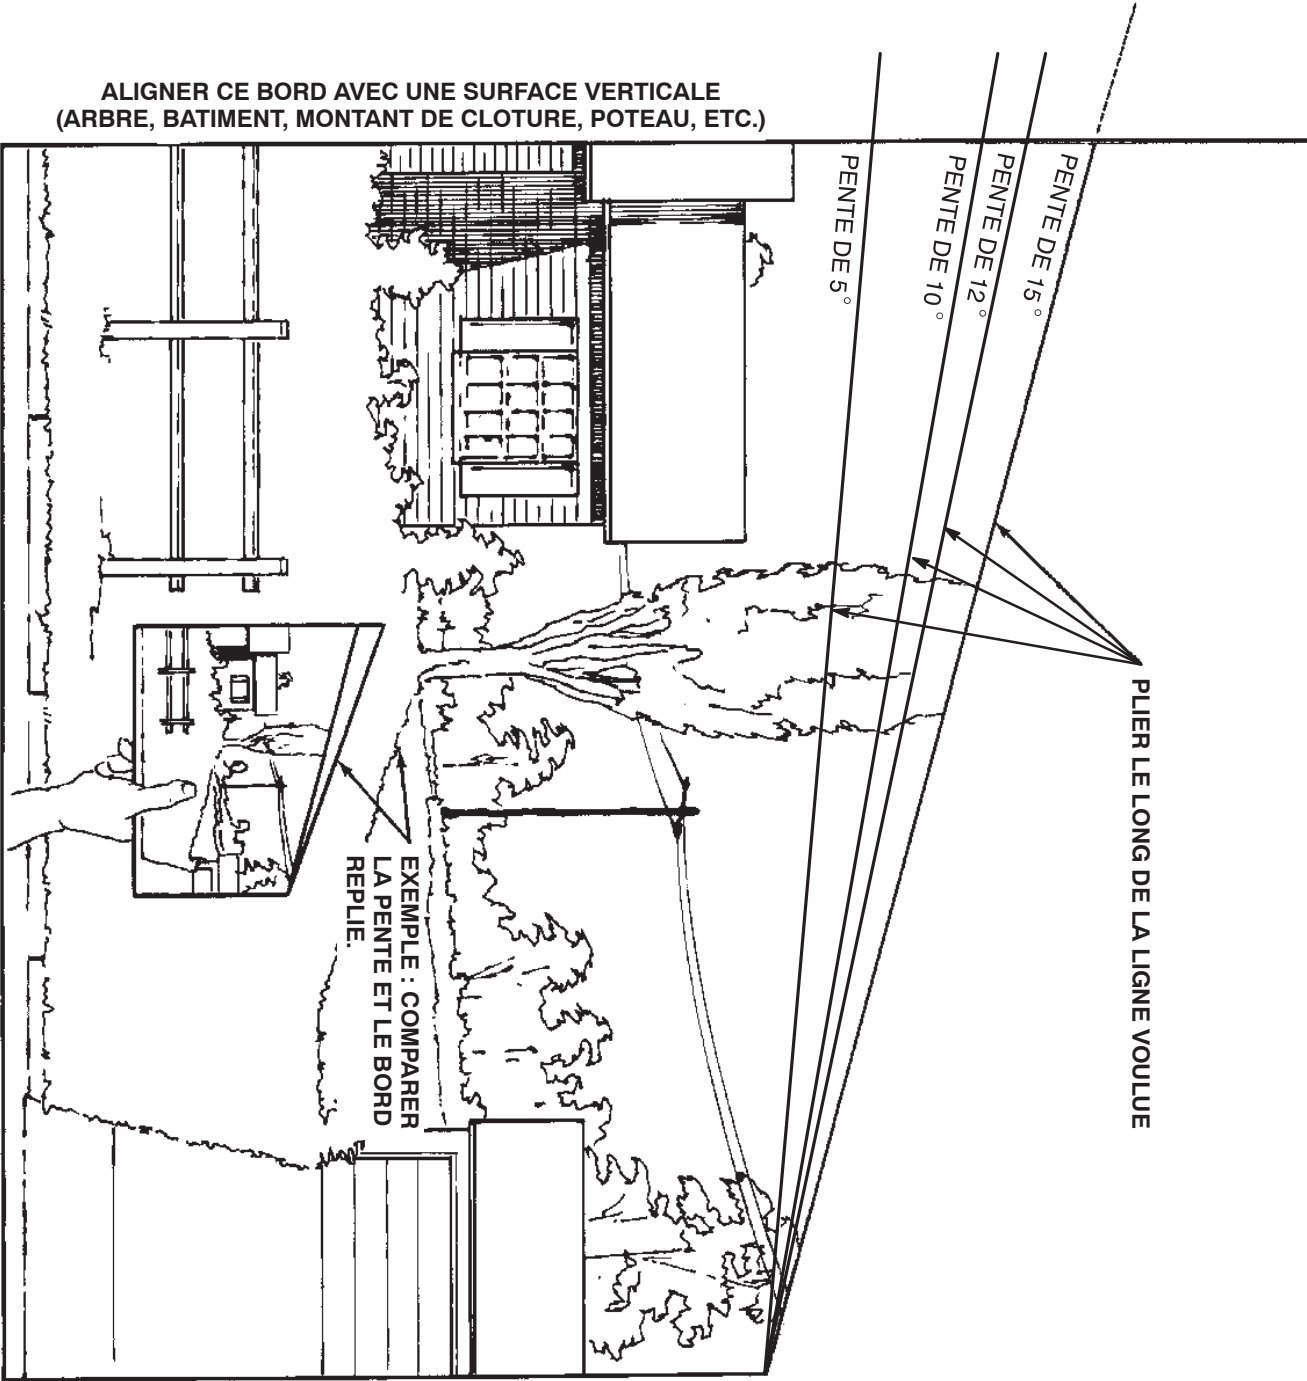 ALIGNER CE BORD AVEC UNE SURFACE VERTICALE
(ARBRE, BATIMENT, MONTANT DE CLOTURE, POTEAU, ETC.)
PENTE DE 5°
PENTE DE 10°
PENTE DE 12°
PENTE DE 15°
PLIER LE LONG DE LA LIGNE VOULUE
EXEMPLE : COMPARER
LA PENTE ET LE BORD
REPLIE.